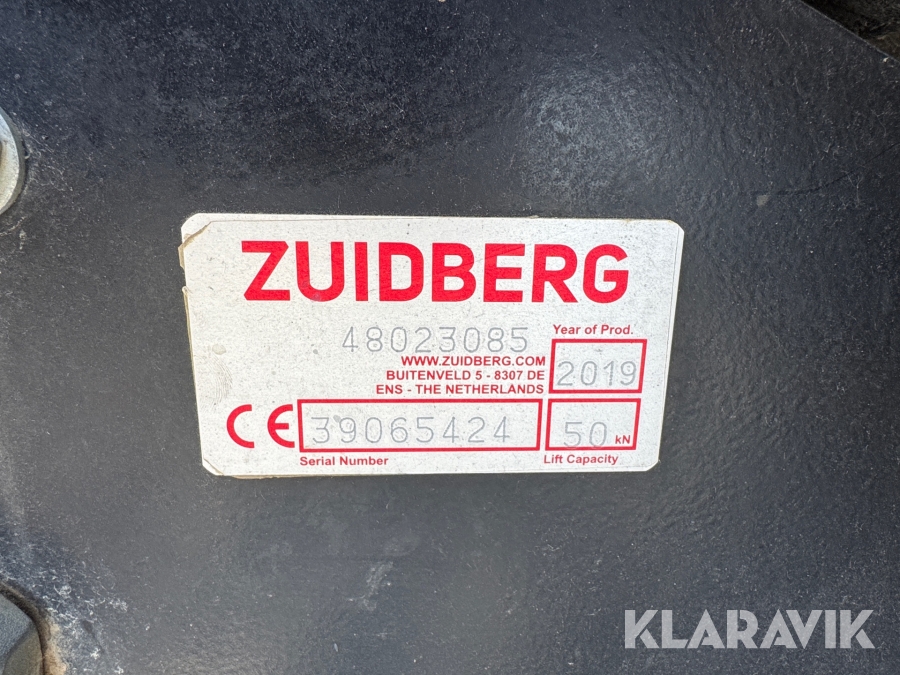 ZUIDBERG
48023085
Year of Prod.
WWW.ZUIDBERG.COM
BUITENVELD 5 - 8307 DE
ENS - THE NETHERLANDS
2019
CE
39065424
50 kN
Serial Number
Lift Capacity
KLARAVIK